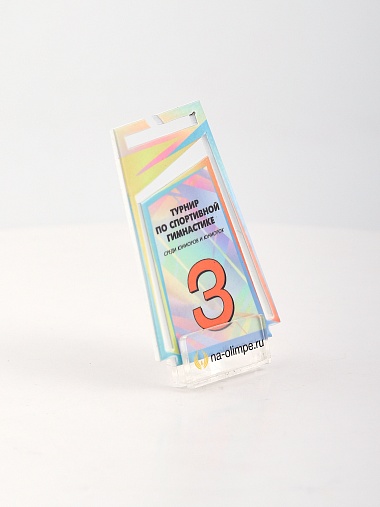 ТУРНИР
ПО СПОРТИВНОЙ
ГИМНАСТИКЕ
СРЕДИ ЮНИОРОВ И ЮНИОРОК
3
na-olimpe.ru